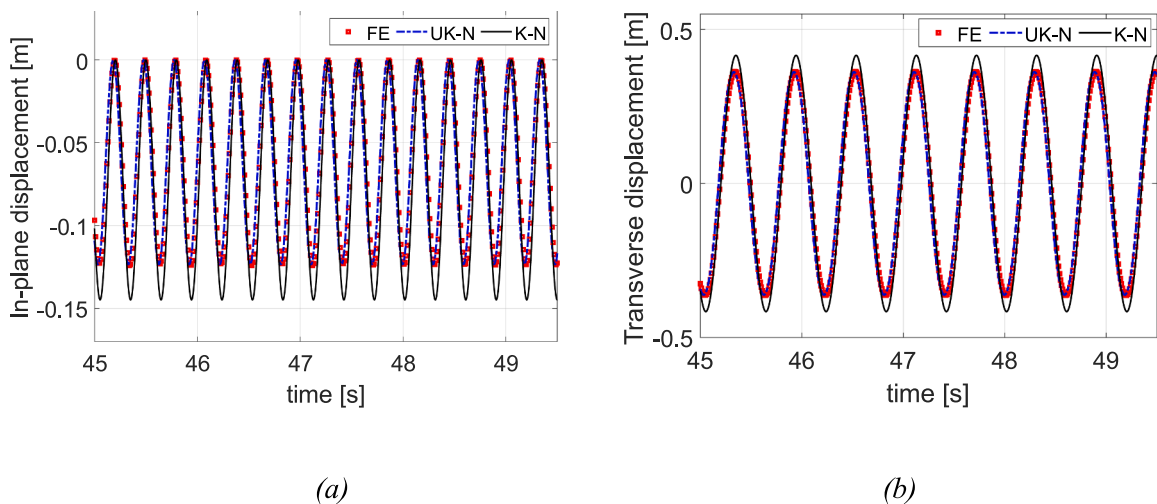 FE UK-N K-N
In-plane displacement [m]
0
-0.05
-0.1
-0.15
45 46 47 48 49
time [s]
(a)
FE UK-N K-N
Transverse displacement [m]
0.5
0
-0.5
45 46 47 48 49
time [s]
(b)